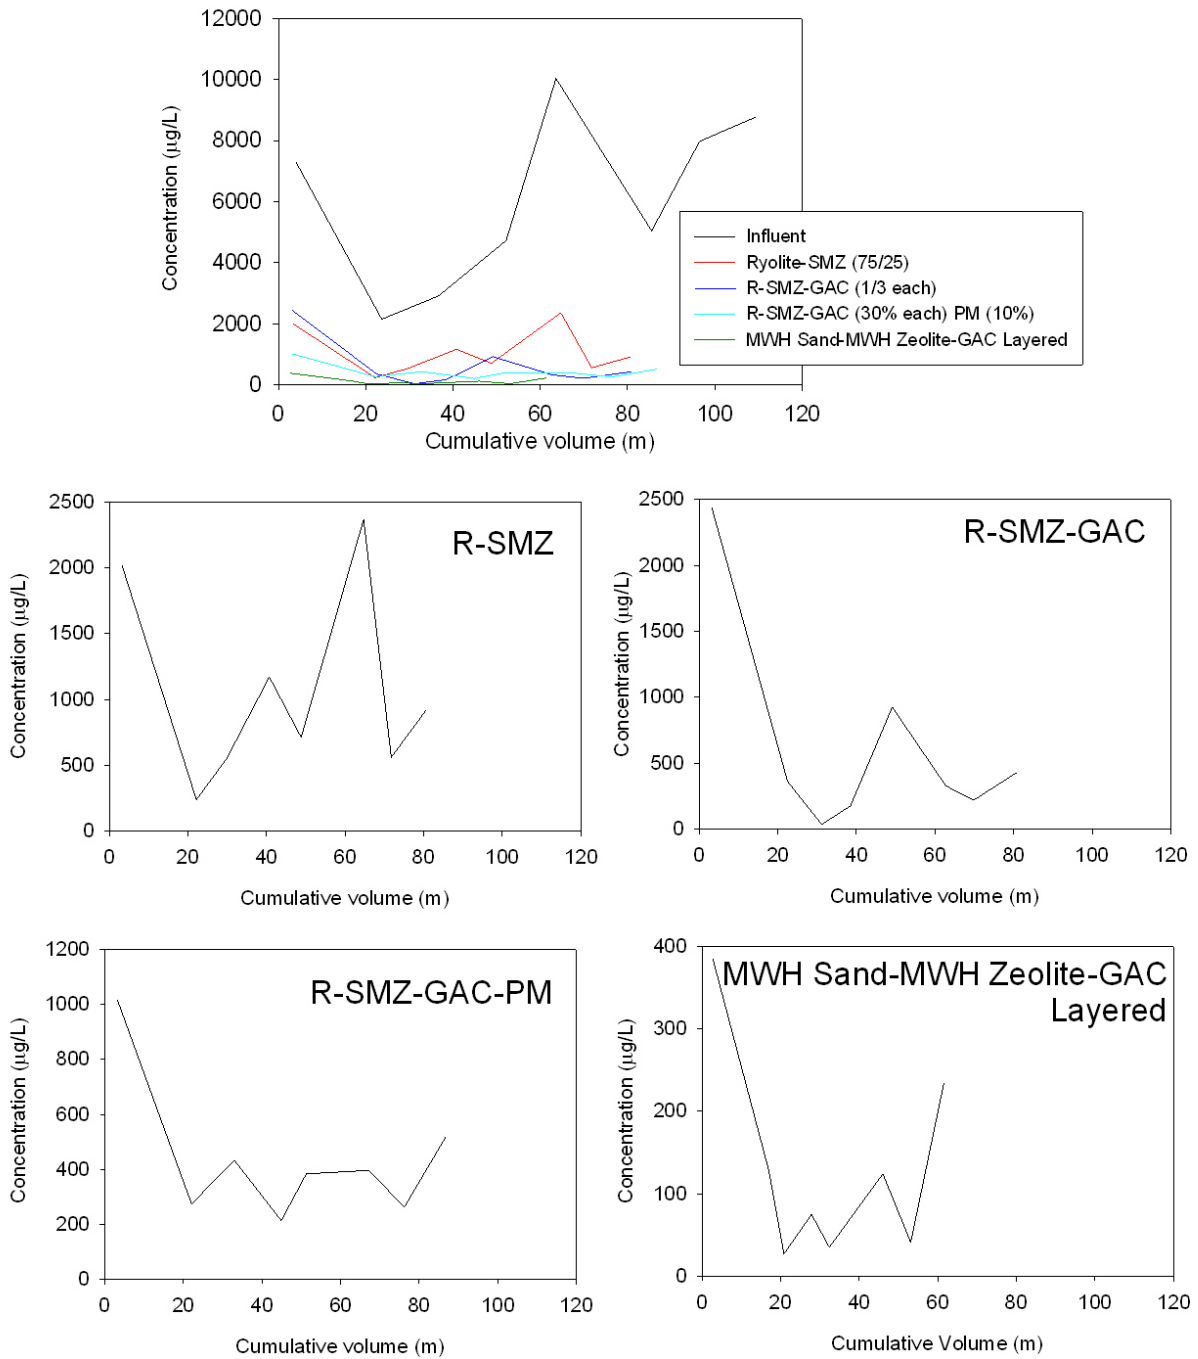 12000
10000
8000
6000
4000
2000
0
Concentration (μg/L)
0 20 40 60 80 100 120
Cumulative volume (m)
Influent
Ryolite-SMZ (75/25)
R-SMZ-GAC (1/3 each)
R-SMZ-GAC (30% each) PM (10%)
MWH Sand-MWH Zeolite-GAC Layered
2500
2000
1500
1000
500
0
Concentration (μg/L)
R-SMZ
0 20 40 60 80 100 120
Cumulative volume (m)
2500
2000
1500
1000
500
0
Concentration (μg/L)
R-SMZ-GAC
0 20 40 60 80 100 120
Cumulative volume (m)
1200
1000
800
600
400
200
0
Concentration (μg/L)
R-SMZ-GAC-PM
0 20 40 60 80 100 120
Cumulative volume (m)
400
300
200
100
0
Concentration (μg/L)
MWH Sand-MWH Zeolite-GAC
Layered
0 20 40 60 80 100 120
Cumulative Volume (m)